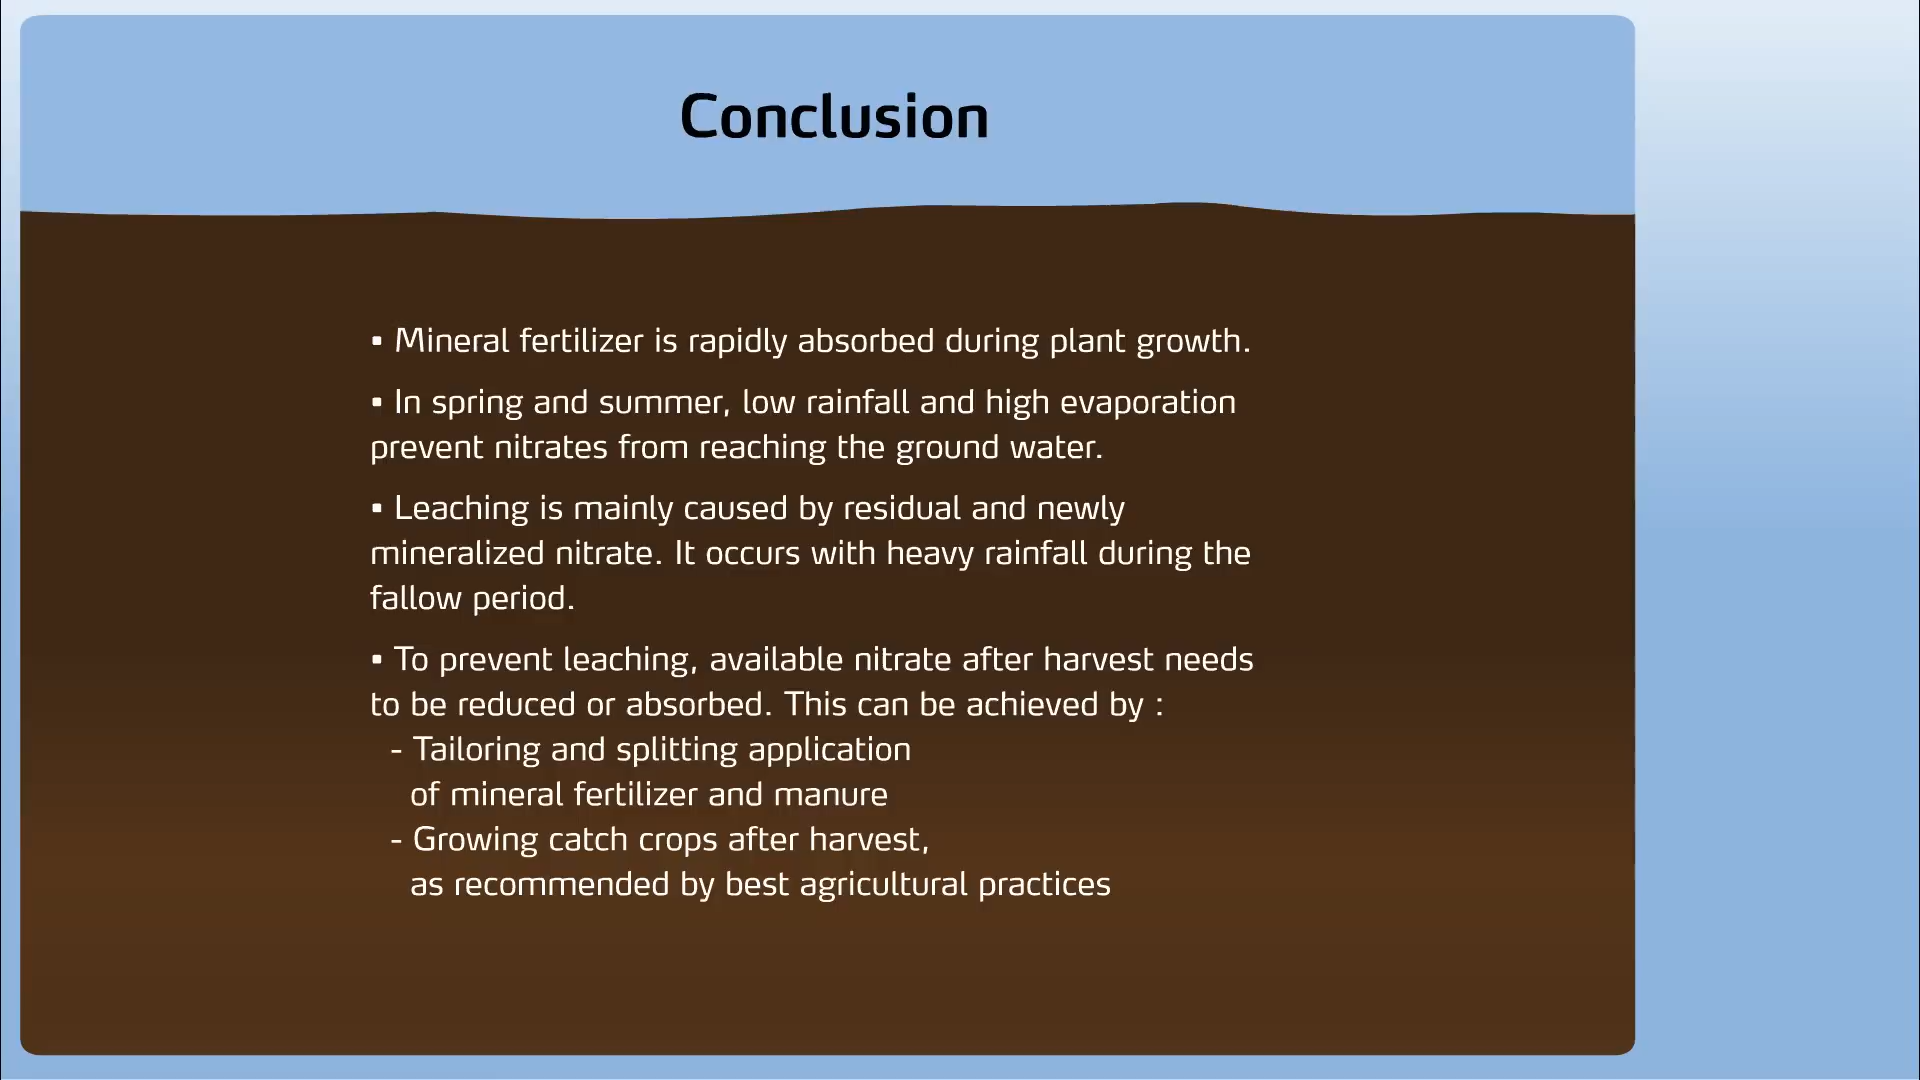 Conclusion
▪ Mineral fertilizer is rapidly absorbed during plant growth.
▪ In spring and summer, low rainfall and high evaporation
prevent nitrates from reaching the ground water.
▪ Leaching is mainly caused by residual and newly
mineralized nitrate. It occurs with heavy rainfall during the
fallow period.
▪ To prevent leaching, available nitrate after harvest needs
to be reduced or absorbed. This can be achieved by :
- Tailoring and splitting application
of mineral fertilizer and manure
- Growing catch crops after harvest,
as recommended by best agricultural practices